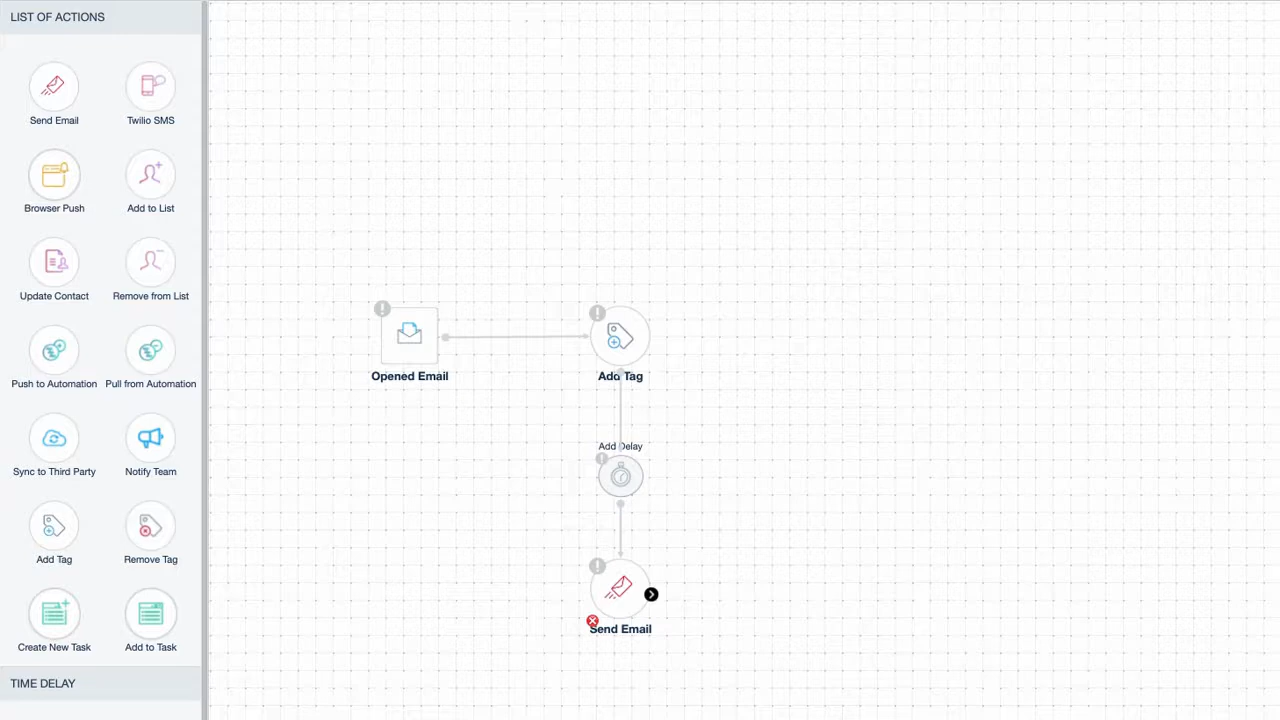 LIST OF ACTIONS
Send Email
Twilio SMS
Browser Push
Add to List
Update Contact
Remove from List
Push to Automation
Pull from Automation
Sync to Third Party
Notify Team
Add Tag
Remove Tag
Create New Task
Add to Task
TIME DELAY
Opened Email
Add Tag
Add Delay
Send Email